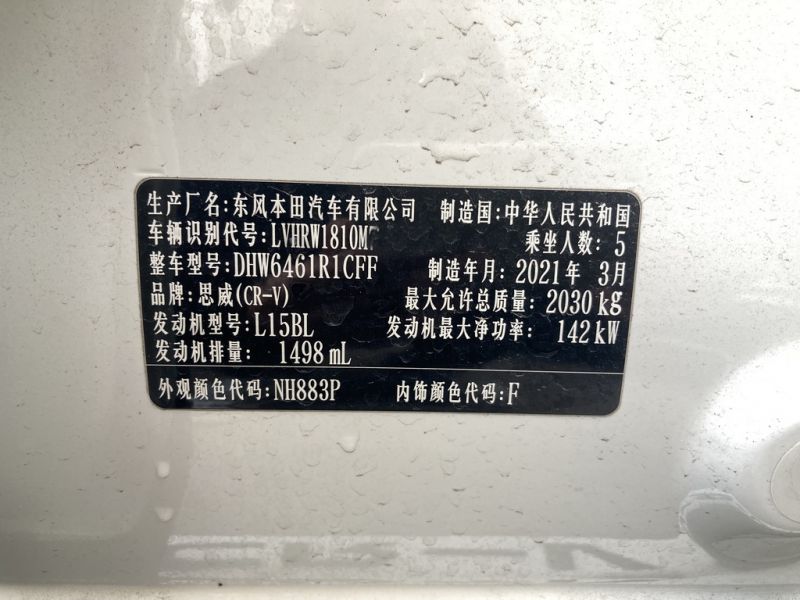 生产厂名:东风本田汽车有限公司 制造国:中华人民共和国
车辆识别代号:LVHRW1810M 乘坐人数:5
整车型号:DHW6461R1CFF 制造年月:2021年 3月
品牌:思威(CR-V) 最大允许总质量:2030kg
发动机型号:L15BL 发动机最大净功率:142kW
发动机排量:1498mL
外观颜色代码:NH883P 内饰颜色代码:F